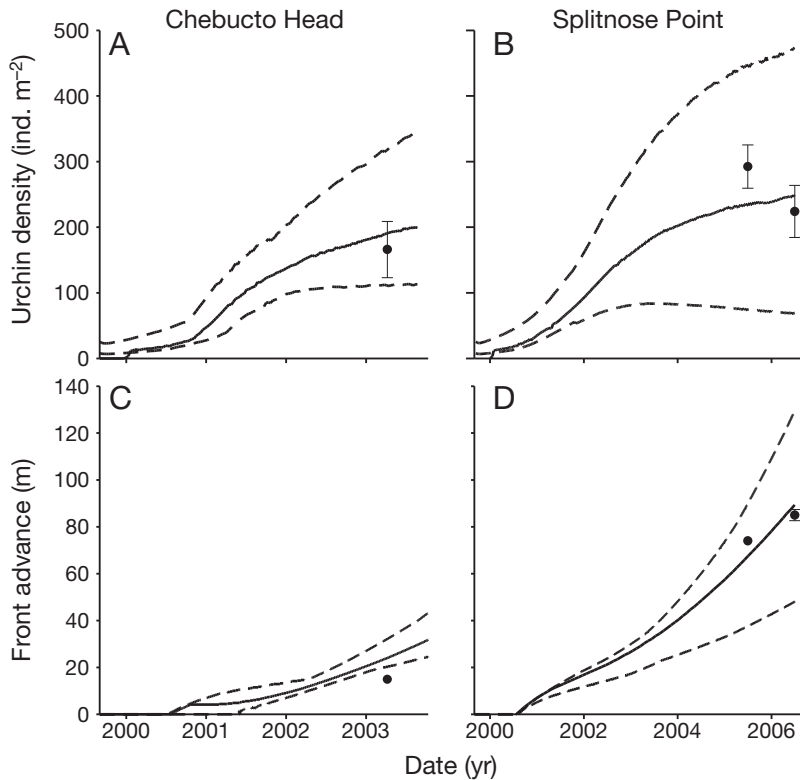 Chebucto Head
Splitnose Point
A
B
Urchin density (ind. m⁻²)
500
400
300
200
100
0
C
D
Front advance (m)
140
120
100
80
60
40
20
0
2000 2001 2002 2003
2000 2002 2004 2006
Date (yr)